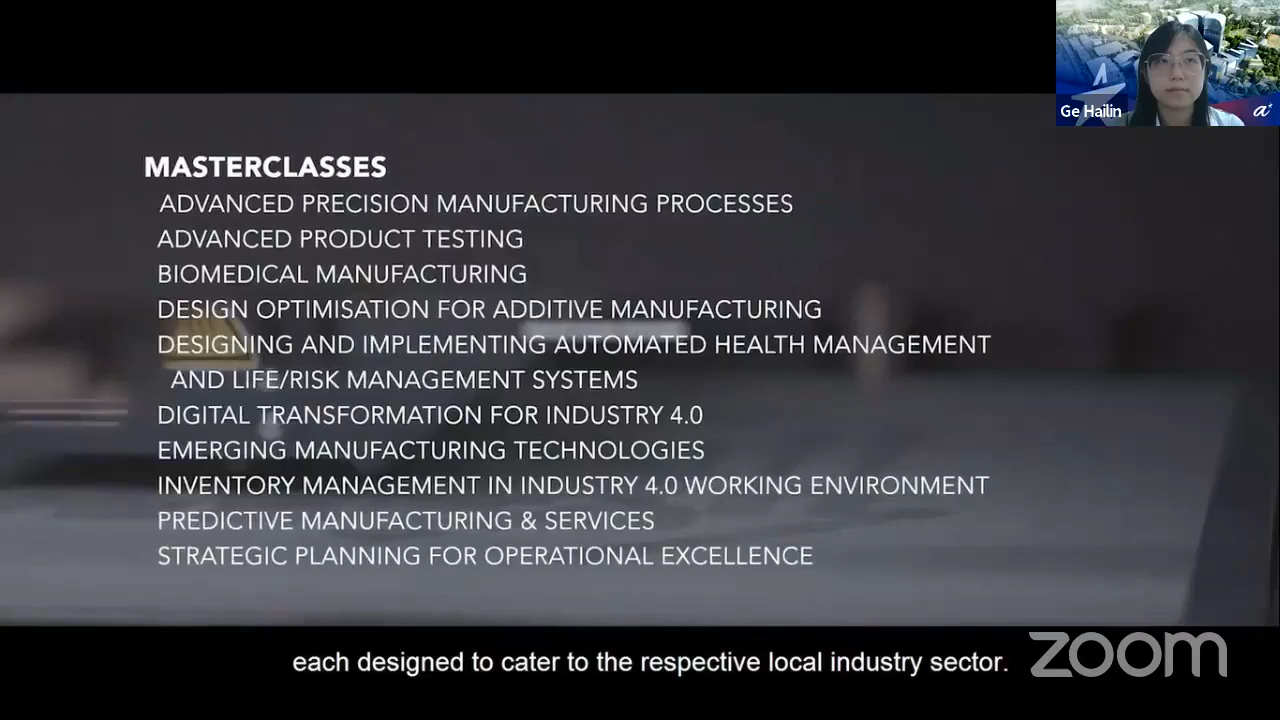 Ge Hailin
a*
MASTERCLASSES
ADVANCED PRECISION MANUFACTURING PROCESSES
ADVANCED PRODUCT TESTING
BIOMEDICAL MANUFACTURING
DESIGN OPTIMISATION FOR ADDITIVE MANUFACTURING
DESIGNING AND IMPLEMENTING AUTOMATED HEALTH MANAGEMENT
AND LIFE/RISK MANAGEMENT SYSTEMS
DIGITAL TRANSFORMATION FOR INDUSTRY 4.0
EMERGING MANUFACTURING TECHNOLOGIES
INVENTORY MANAGEMENT IN INDUSTRY 4.0 WORKING ENVIRONMENT
PREDICTIVE MANUFACTURING & SERVICES
STRATEGIC PLANNING FOR OPERATIONAL EXCELLENCE
each designed to cater to the respective local industry sector.
zoom